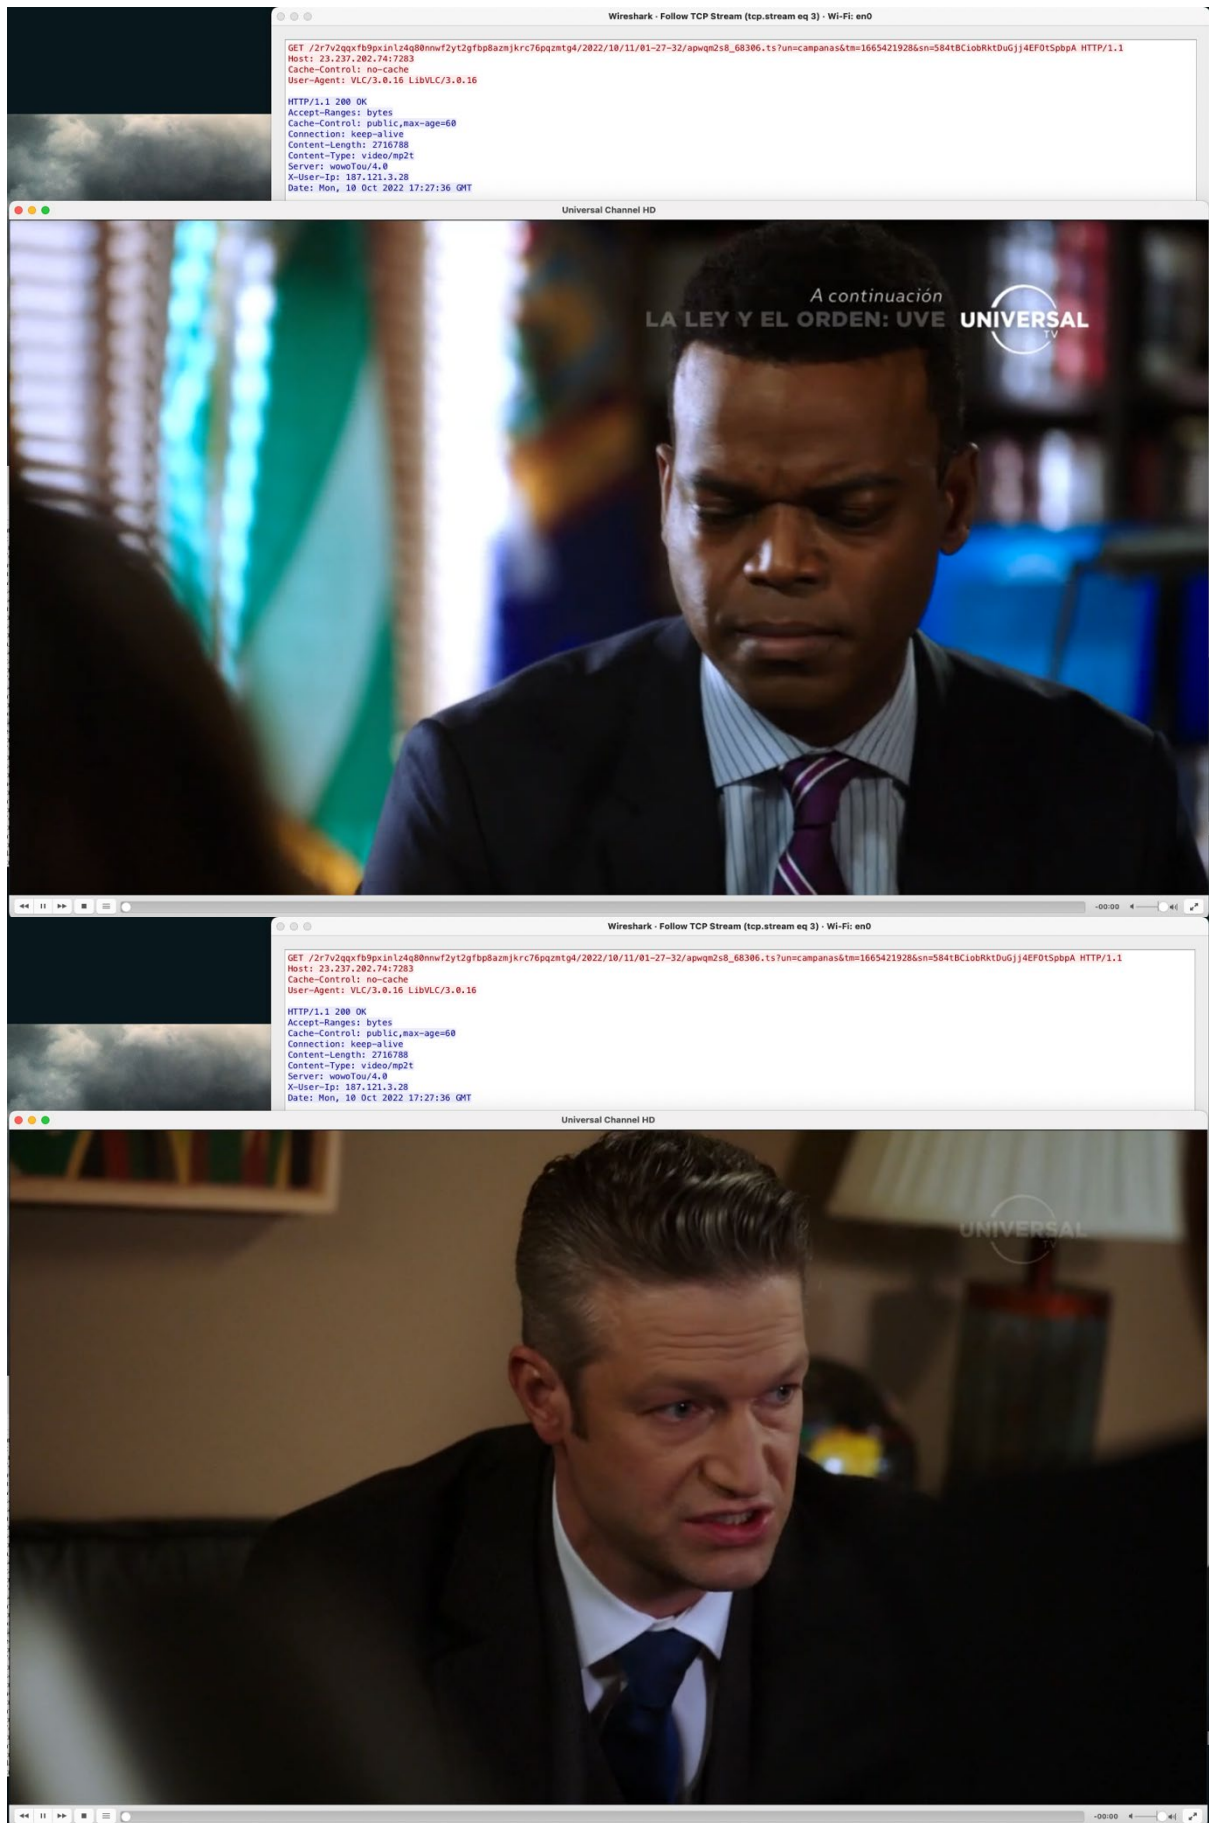 Wireshark · Follow TCP Stream (tcp.stream eq 3) · Wi-Fi: en0
GET /2r7v2qqxfb9pxinlz4q80nnwf2yt2gfbp8azmjkrc76pqzmtg4/2022/10/11/01-27-32/apwqm2s8_68306.ts?un=campanas&tm=1665421928&sn=584tBCiobRktDuGjj4EFOtSpbpA HTTP/1.1
Host: 23.237.202.74:7283
Cache-Control: no-cache
User-Agent: VLC/3.0.16 LibVLC/3.0.16
HTTP/1.1 200 OK
Accept-Ranges: bytes
Cache-Control: public,max-age=60
Connection: keep-alive
Content-Length: 2716788
Content-Type: video/mp2t
Server: wowoTou/4.0
X-User-Ip: 187.121.3.28
Date: Mon, 10 Oct 2022 17:27:36 GMT
Universal Channel HD
A continuación
LA LEY Y EL ORDEN: UVE UNIVERSAL
TV
-00:00
Wireshark · Follow TCP Stream (tcp.stream eq 3) · Wi-Fi: en0
GET /2r7v2qqxfb9pxinlz4q80nnwf2yt2gfbp8azmjkrc76pqzmtg4/2022/10/11/01-27-32/apwqm2s8_68306.ts?un=campanas&tm=1665421928&sn=584tBCiobRktDuGjj4EFOtSpbpA HTTP/1.1
Host: 23.237.202.74:7283
Cache-Control: no-cache
User-Agent: VLC/3.0.16 LibVLC/3.0.16
HTTP/1.1 200 OK
Accept-Ranges: bytes
Cache-Control: public,max-age=60
Connection: keep-alive
Content-Length: 2716788
Content-Type: video/mp2t
Server: wowoTou/4.0
X-User-Ip: 187.121.3.28
Date: Mon, 10 Oct 2022 17:27:36 GMT
Universal Channel HD
UNIVERSAL
TV
-00:00